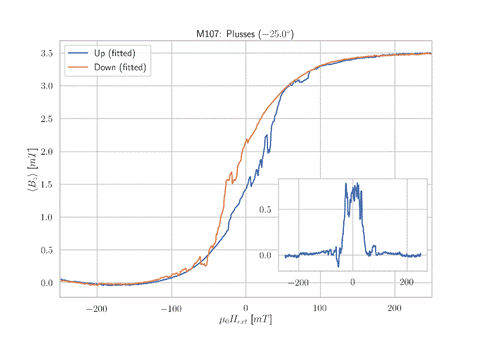 M107: Plusses (−25.0°)
Up (fitted)
Down (fitted)
3.5
3.0
2.5
2.0
1.5
1.0
0.5
0.0
⟨B₂⟩ [mT]
0.5
0.0
−200 0 200
−200 −100 0 100 200
μ₀H_ext [mT]